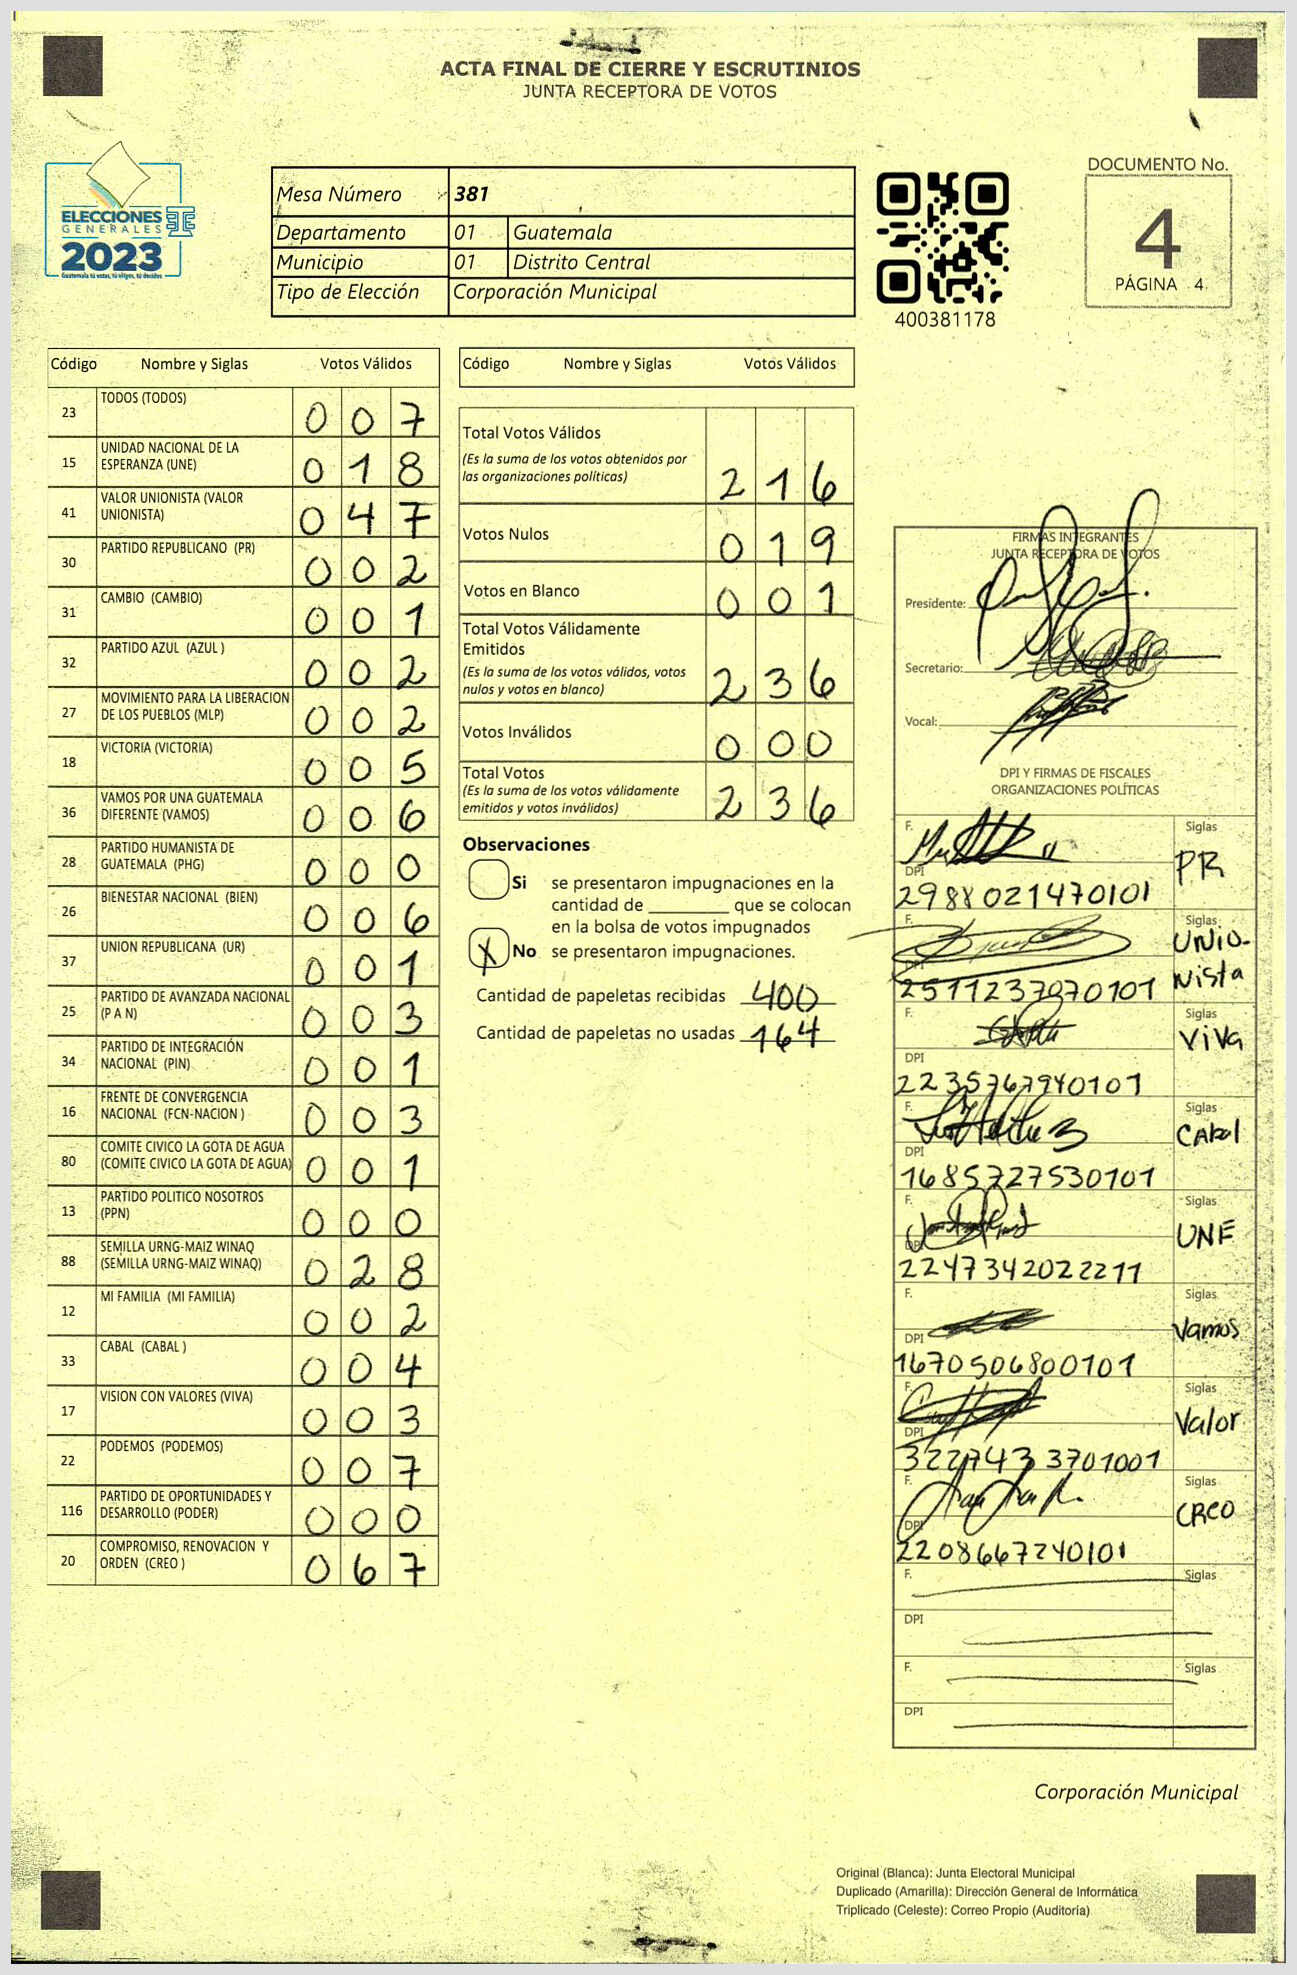 ACTA FINAL DE CIERRE Y ESCRUTINIOS
JUNTA RECEPTORA DE VOTOS
ELECCIONES
GENERALES
2023
Guatemala tú votas, tú eliges, tú decides
Mesa Número 381
Departamento 01 Guatemala
Municipio 01 Distrito Central
Tipo de Elección Corporación Municipal
400381178
DOCUMENTO No.
4
PÁGINA 4
Código Nombre y Siglas Votos Válidos
23 TODOS (TODOS) 0 0 7
15 UNIDAD NACIONAL DE LA
ESPERANZA (UNE) 0 1 8
41 VALOR UNIONISTA (VALOR
UNIONISTA) 0 4 7
30 PARTIDO REPUBLICANO (PR) 0 0 2
31 CAMBIO (CAMBIO) 0 0 1
32 PARTIDO AZUL (AZUL ) 0 0 2
27 MOVIMIENTO PARA LA LIBERACION
DE LOS PUEBLOS (MLP) 0 0 2
18 VICTORIA (VICTORIA) 0 0 5
36 VAMOS POR UNA GUATEMALA
DIFERENTE (VAMOS) 0 0 6
28 PARTIDO HUMANISTA DE
GUATEMALA (PHG) 0 0 0
26 BIENESTAR NACIONAL (BIEN) 0 0 6
37 UNION REPUBLICANA (UR) 0 0 1
25 PARTIDO DE AVANZADA NACIONAL
(P A N) 0 0 3
34 PARTIDO DE INTEGRACIÓN
NACIONAL (PIN) 0 0 1
16 FRENTE DE CONVERGENCIA
NACIONAL (FCN-NACION ) 0 0 3
80 COMITE CIVICO LA GOTA DE AGUA
(COMITE CIVICO LA GOTA DE AGUA) 0 0 1
13 PARTIDO POLITICO NOSOTROS
(PPN) 0 0 0
88 SEMILLA URNG-MAIZ WINAQ
(SEMILLA URNG-MAIZ WINAQ) 0 2 8
12 MI FAMILIA (MI FAMILIA) 0 0 2
33 CABAL (CABAL ) 0 0 4
17 VISION CON VALORES (VIVA) 0 0 3
22 PODEMOS (PODEMOS) 0 0 7
116 PARTIDO DE OPORTUNIDADES Y
DESARROLLO (PODER) 0 0 0
20 COMPROMISO, RENOVACION Y
ORDEN (CREO ) 0 6 7
Código Nombre y Siglas Votos Válidos
Total Votos Válidos
(Es la suma de los votos obtenidos por
las organizaciones políticas) 2 1 6
Votos Nulos 0 1 9
Votos en Blanco 0 0 1
Total Votos Válidamente
Emitidos
(Es la suma de los votos válidos, votos
nulos y votos en blanco) 2 3 6
Votos Inválidos 0 0 0
Total Votos
(Es la suma de los votos válidamente
emitidos y votos inválidos) 2 3 6
Observaciones
Si se presentaron impugnaciones en la
cantidad de ________ que se colocan
en la bolsa de votos impugnados
X No se presentaron impugnaciones.
Cantidad de papeletas recibidas 400
Cantidad de papeletas no usadas 164
FIRMAS INTEGRANTES
JUNTA RECEPTORA DE VOTOS
Presidente:
Secretario:
Vocal:
DPI Y FIRMAS DE FISCALES
ORGANIZACIONES POLÍTICAS
F. Siglas
PR
DPI
2988021470101
F. Siglas
UNIO-
Nista
DPI
2511237970101
F. Siglas
ViVa
DPI
2235767940101
F. Siglas
CAbal
DPI
1685727530101
F. Siglas
UNE
DPI
2247342022211
F. Siglas
Vamos
DPI
1670506800101
F. Siglas
Valor
DPI
3227433701001
F. Siglas
CREO
DPI
2208667240101
F. Siglas
DPI
F. Siglas
DPI
Corporación Municipal
Original (Blanca): Junta Electoral Municipal
Duplicado (Amarilla): Dirección General de Informática
Triplicado (Celeste): Correo Propio (Auditoría)